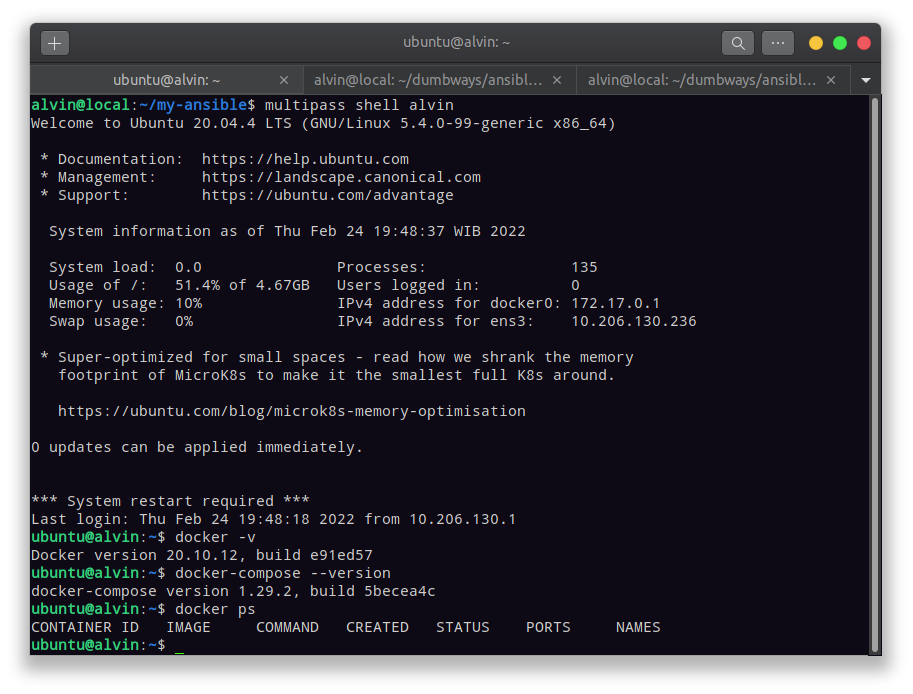 ubuntu@alvin: ~
ubuntu@alvin: ~ × alvin@local: ~/dumbways/ansibl... × alvin@local: ~/dumbways/ansibl... ×
alvin@local:~/my-ansible$ multipass shell alvin
Welcome to Ubuntu 20.04.4 LTS (GNU/Linux 5.4.0-99-generic x86_64)
* Documentation:  https://help.ubuntu.com
* Management:     https://landscape.canonical.com
* Support:        https://ubuntu.com/advantage
System information as of Thu Feb 24 19:48:37 WIB 2022
System load:  0.0               Processes:                135
Usage of /:   51.4% of 4.67GB   Users logged in:          0
Memory usage: 10%               IPv4 address for docker0: 172.17.0.1
Swap usage:   0%                IPv4 address for ens3:    10.206.130.236
* Super-optimized for small spaces - read how we shrank the memory
footprint of MicroK8s to make it the smallest full K8s around.
https://ubuntu.com/blog/microk8s-memory-optimisation
0 updates can be applied immediately.
*** System restart required ***
Last login: Thu Feb 24 19:48:18 2022 from 10.206.130.1
ubuntu@alvin:~$ docker -v
Docker version 20.10.12, build e91ed57
ubuntu@alvin:~$ docker-compose --version
docker-compose version 1.29.2, build 5becea4c
ubuntu@alvin:~$ docker ps
CONTAINER ID   IMAGE     COMMAND   CREATED   STATUS    PORTS     NAMES
ubuntu@alvin:~$ _